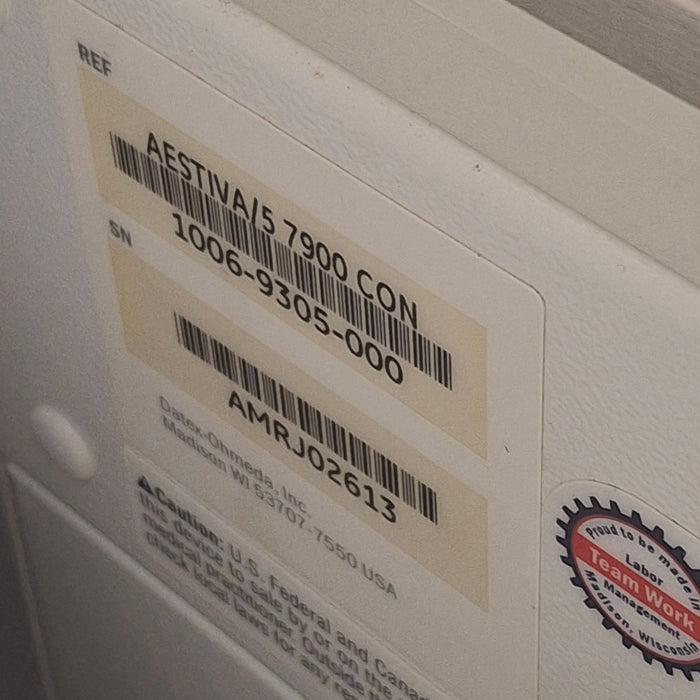 REF
AESTIVA/5 7900 CON
1006-9305-000
SN
AMRJ02613
Datex-Ohmeda, Inc.
Madison WI 53707-7550 USA
⚠Caution: U.S. Federal and Canad
this device to sale by or on the
medical practitioner. Outside th
check local laws for any re
Proud to be made in
Labor
Team Work
Management
Madison, Wisconsin